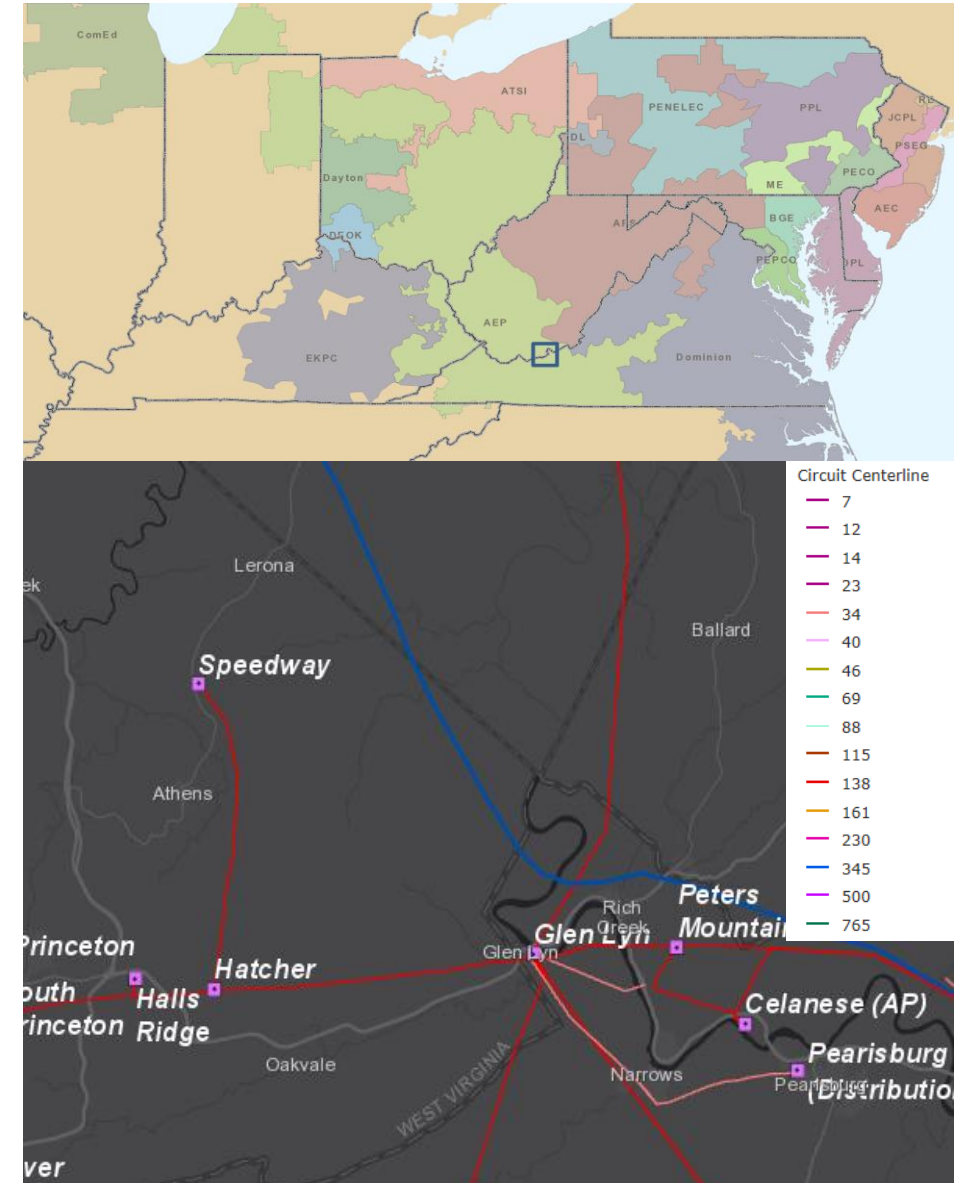 ComEd
ATSI
PENELEC
PPL
RE
JCPL
PSEG
DL
Dayton
ME
PECO
AEC
BGE
DEOK
APS
PEPCO
DPL
AEP
EKPC
Dominion
Circuit Centerline
7
12
14
23
34
40
46
69
88
115
138
161
230
345
500
765
Lerona
ek
Ballard
Speedway
Athens
Peters
Mountain
Rich
Creek
Glen Lyn
Glen Lyn
Princeton
Hatcher
outh
rinceton
Halls
Ridge
Celanese (AP)
Oakvale
Pearisburg
(Distributio
Narrows
Pearisburg
WEST VIRGINIA
ver